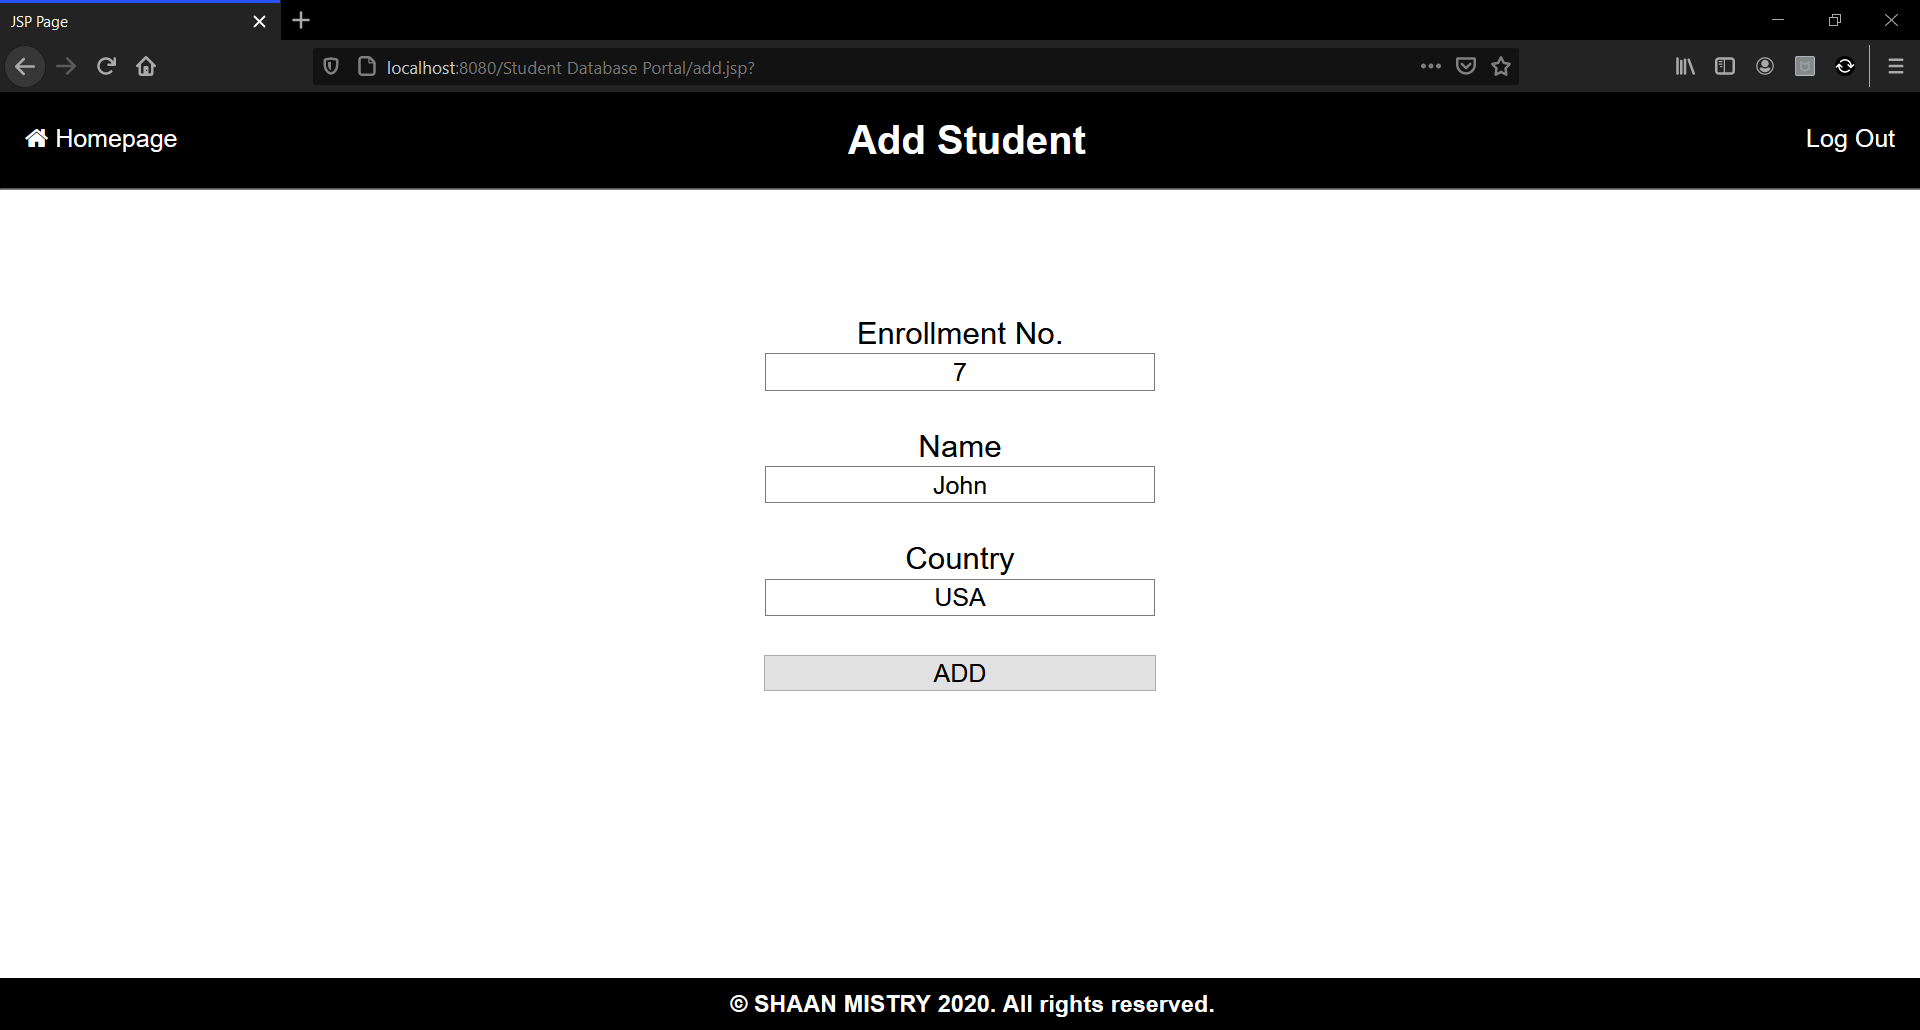 JSP Page
localhost:8080/Student Database Portal/add.jsp?
Homepage
Add Student
Log Out
Enrollment No.
7
Name
John
Country
USA
ADD
© SHAAN MISTRY 2020. All rights reserved.